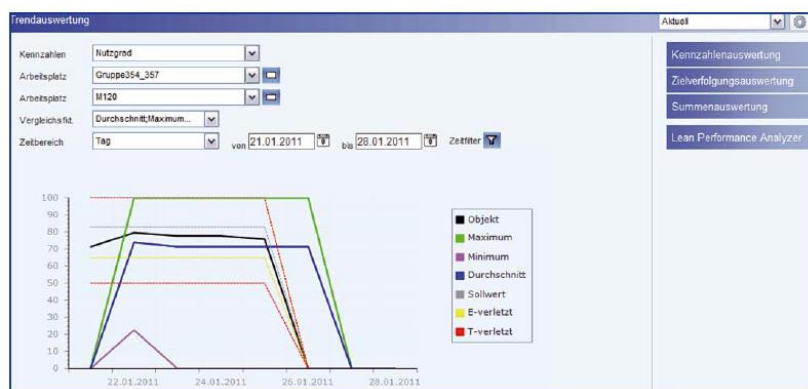 Trendauswertung
Aktuell
Kennzahlen Nutzgrad
Arbeitsplatz Gruppe354_357
Arbeitsplatz M120
Vergleichsfkt. Durchschnitt;Maximum...
Zeitbereich Tag von 21.01.2011 bis 28.01.2011 Zeitfilter
Kennzahlenauswertung
Zielverfolgungsauswertung
Summenauswertung
Lean Performance Analyzer
100
90
80
70
60
50
40
30
20
10
0
22.01.2011 24.01.2011 26.01.2011 28.01.2011
Objekt
Maximum
Minimum
Durchschnitt
Sollwert
E-verletzt
T-verletzt